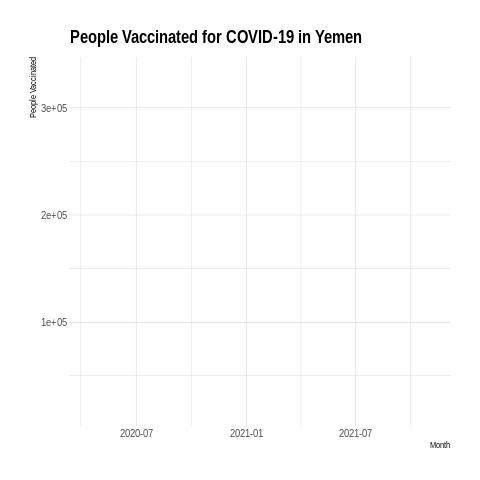 People Vaccinated for COVID-19 in Yemen
People Vaccinated
3e+05
2e+05
1e+05
2020-07 2021-01 2021-07
Month